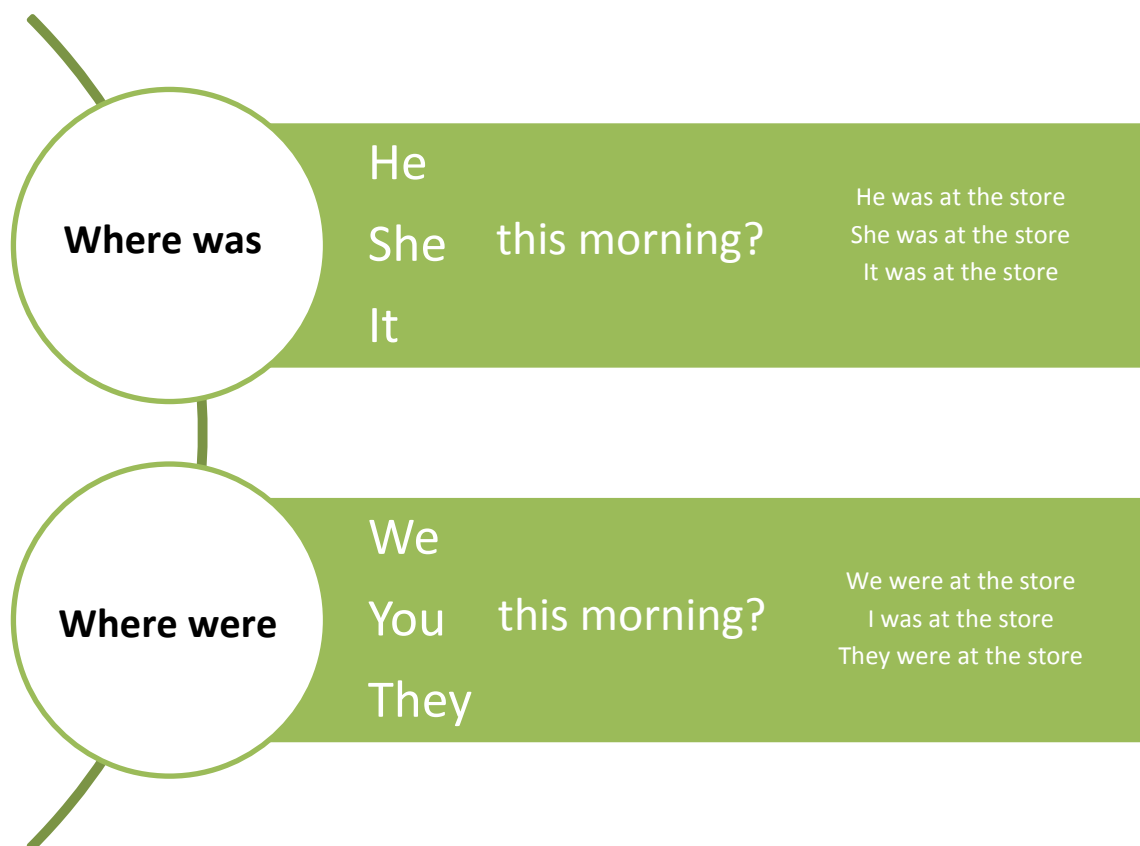 Where was
He
She
It
this morning?
He was at the store
She was at the store
It was at the store
Where were
We
You
They
this morning?
We were at the store
I was at the store
They were at the store